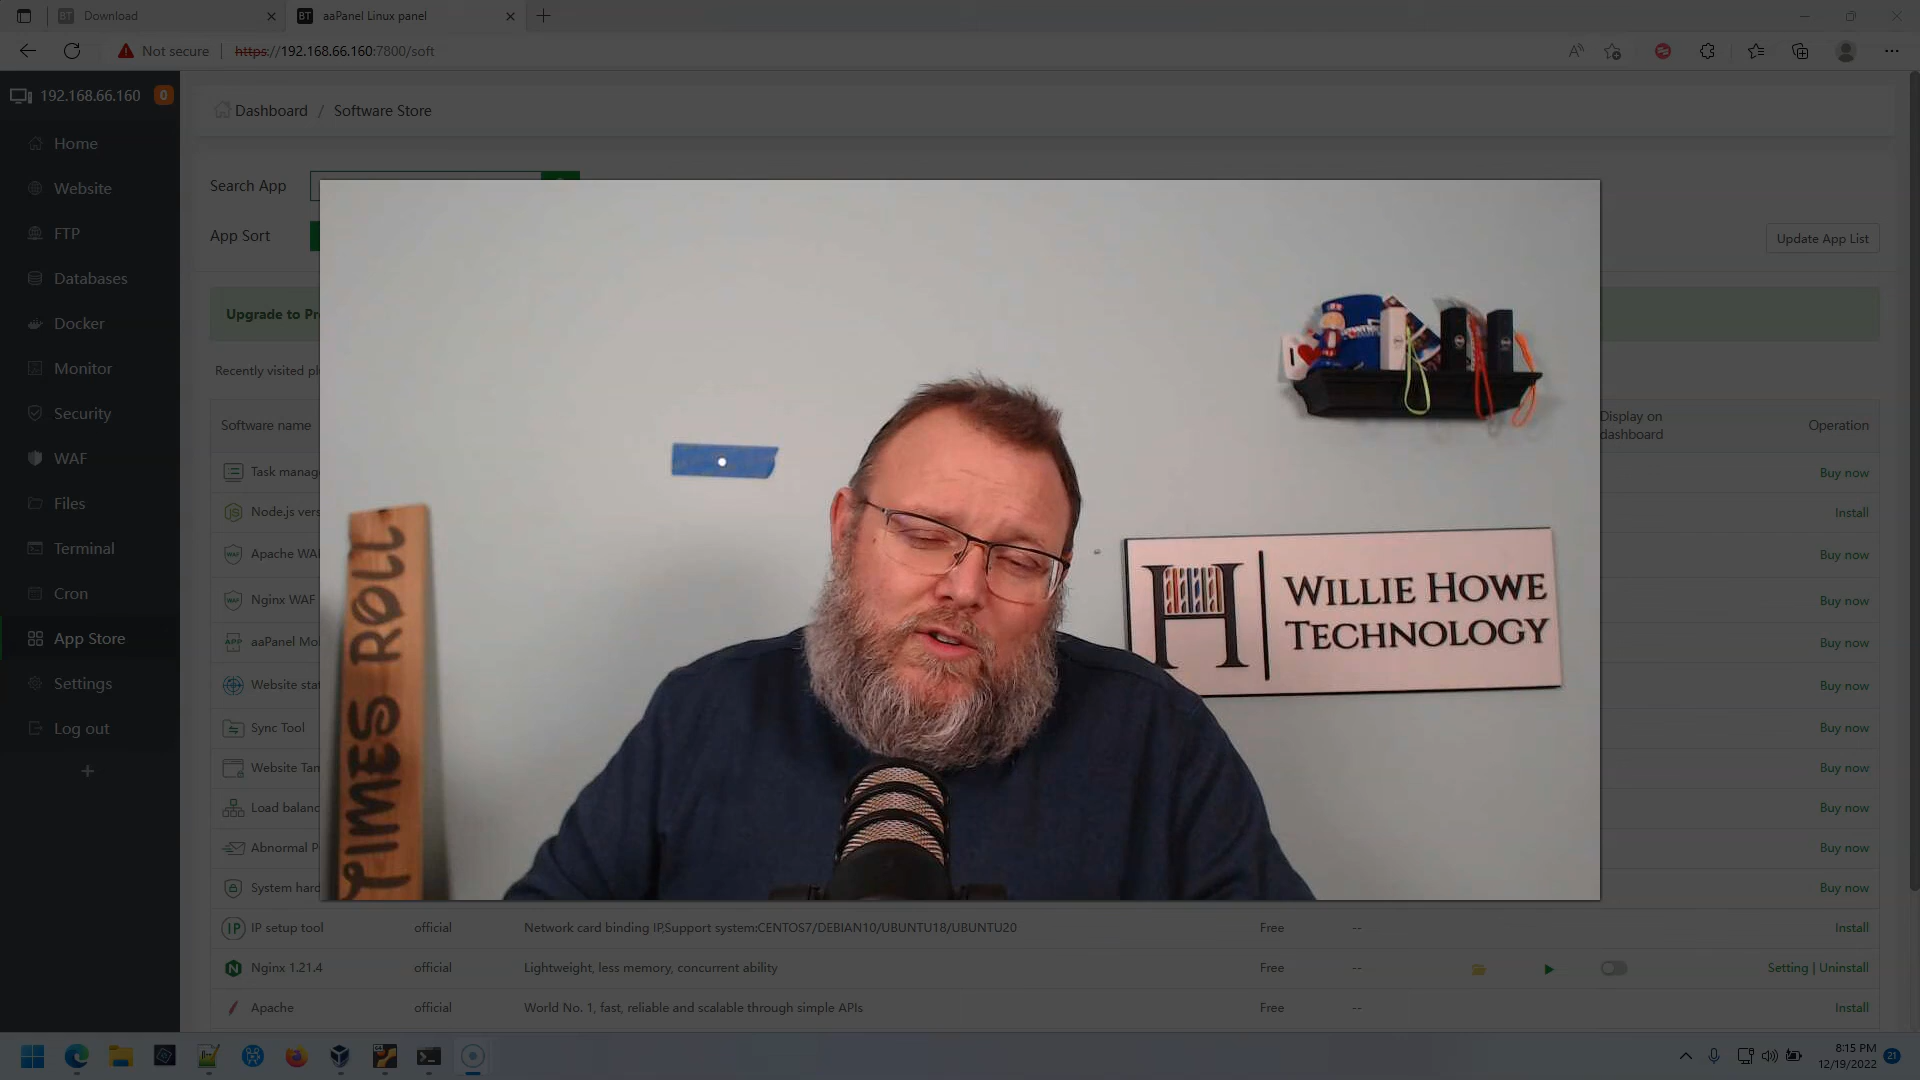 Download
aaPanel Linux panel
Not secure
https://192.168.66.160:7800/soft
192.168.66.160
0
Home
Website
FTP
Databases
Docker
Monitor
Security
WAF
Files
Terminal
Cron
App Store
Settings
Log out
Dashboard / Software Store
Search App
App Sort
Update App List
Upgrade to Pr
Recently visited pl
Software name
Display on
dashboard
Operation
Task manag
Buy now
Node.js vers
Install
Apache WA
Buy now
Nginx WAF
Buy now
aaPanel Mo
Buy now
Website stat
Buy now
Sync Tool
Buy now
Website Tam
Buy now
Load balanc
Buy now
Abnormal P
Buy now
System hard
Buy now
IP setup tool official Network card binding IP,Support system:CENTOS7/DEBIAN10/UBUNTU18/UBUNTU20 Free -- Install
Nginx 1.21.4 official Lightweight, less memory, concurrent ability Free -- Setting | Uninstall
Apache official World No. 1, fast, reliable and scalable through simple APIs Free -- Install
TIMES ROLL
H
WILLIE HOWE
TECHNOLOGY
8:15 PM
12/19/2022
21